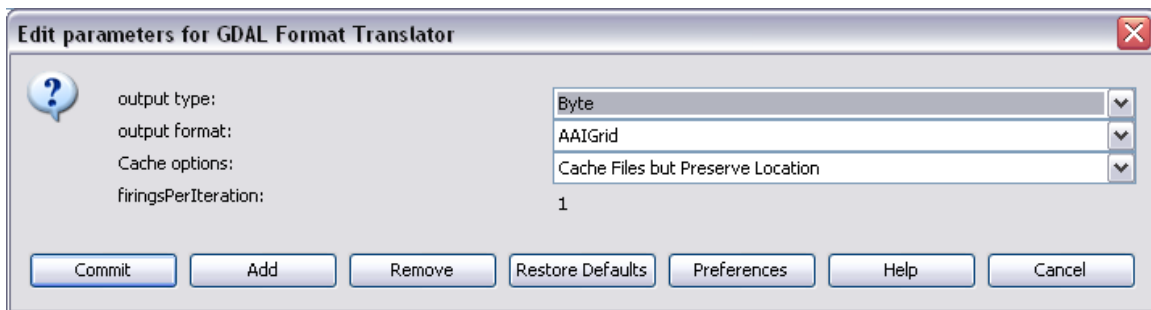 Edit parameters for GDAL Format Translator
?
output type: Byte
output format: AAIGrid
Cache options: Cache Files but Preserve Location
firingsPerIteration: 1
Commit Add Remove Restore Defaults Preferences Help Cancel